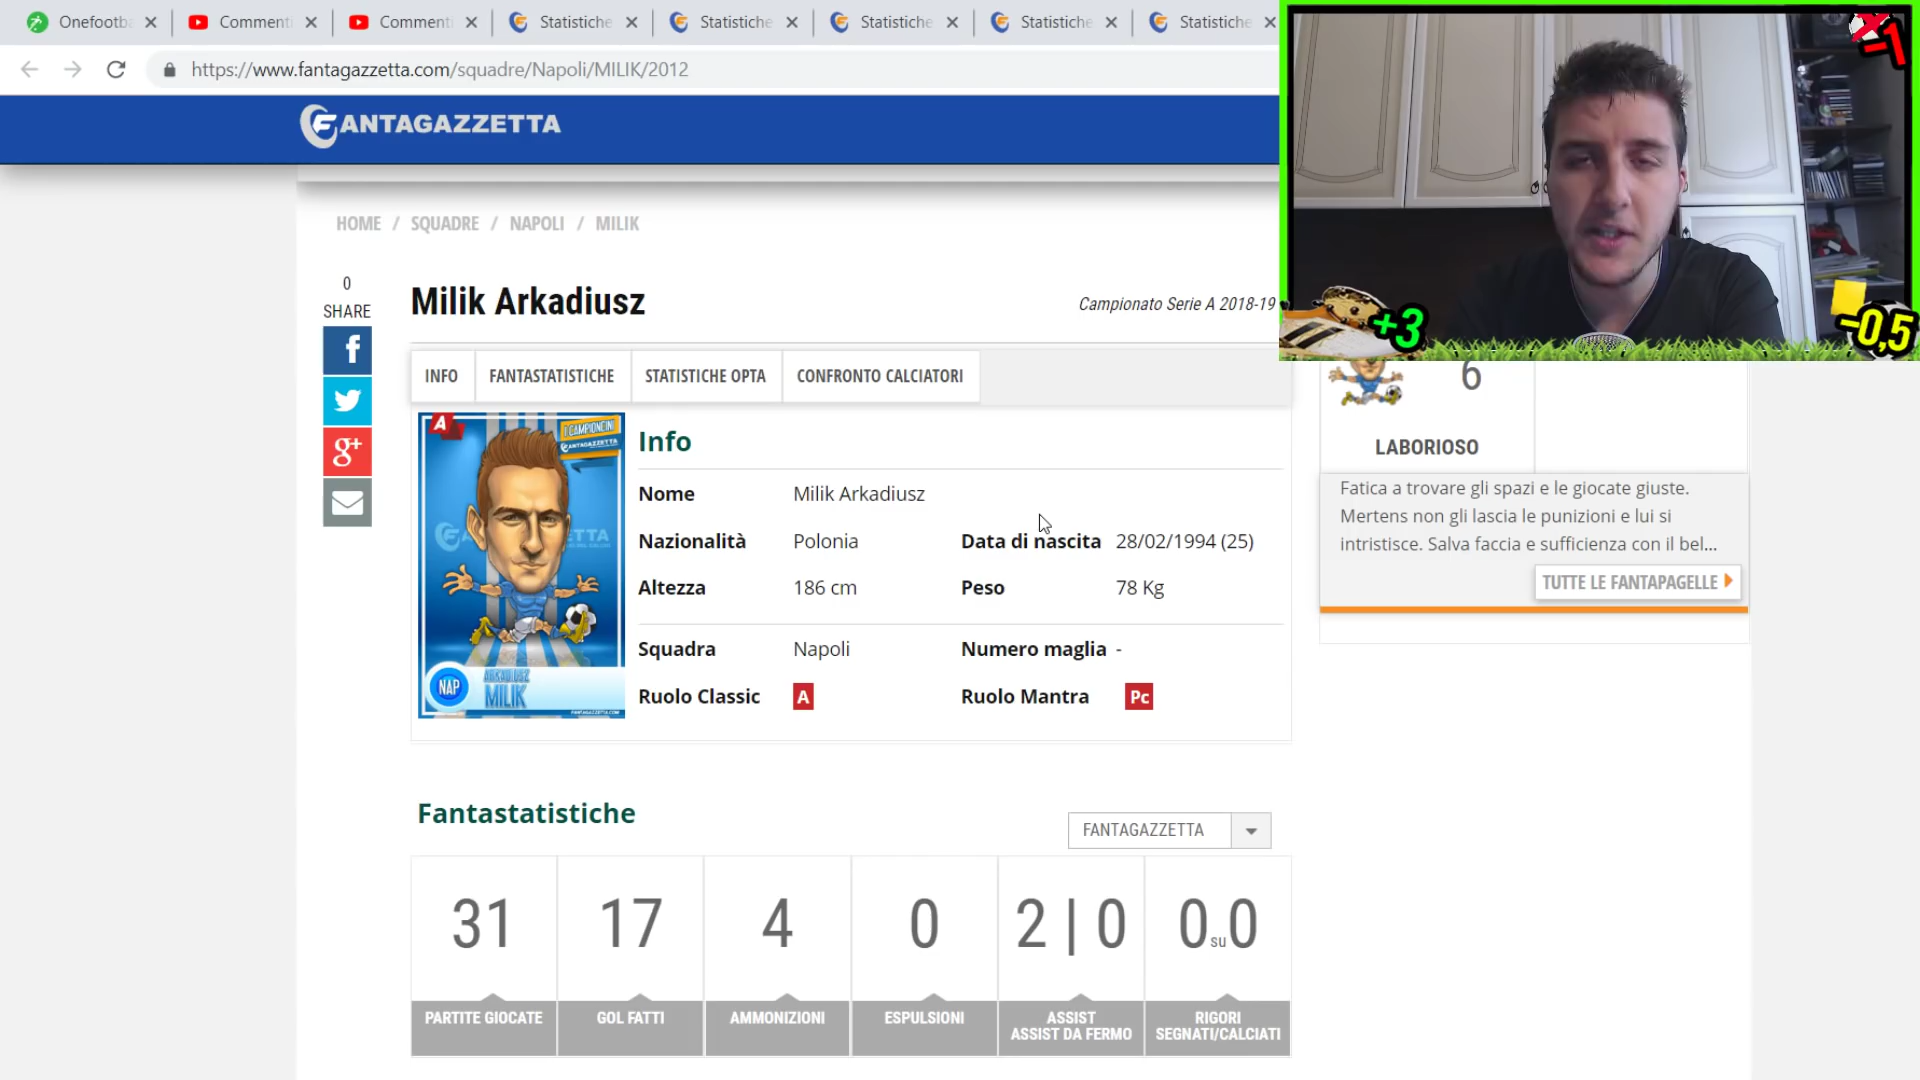 Onefootba
Comment
Comment
Statistiche
Statistiche
Statistiche
Statistiche
Statistiche
https://www.fantagazzetta.com/squadre/Napoli/MILIK/2012
FANTAGAZZETTA
HOME / SQUADRE / NAPOLI / MILIK
0
SHARE
Milik Arkadiusz
Campionato Serie A 2018-19
INFO
FANTASTATISTICHE
STATISTICHE OPTA
CONFRONTO CALCIATORI
A
I CAMPIONCINI
FANTAGAZZETTA
NAP
ARKADIUSZ
MILIK
FANTAGAZZETTA.COM
Info
Nome Milik Arkadiusz
Nazionalità Polonia Data di nascita 28/02/1994 (25)
Altezza 186 cm Peso 78 Kg
Squadra Napoli Numero maglia -
Ruolo Classic A Ruolo Mantra Pc
-1
+3
-0,5
6
LABORIOSO
Fatica a trovare gli spazi e le giocate giuste.
Mertens non gli lascia le punizioni e lui si
intristisce. Salva faccia e sufficienza con il bel...
TUTTE LE FANTAPAGELLE
Fantastatistiche
FANTAGAZZETTA
31
17
4
0
2 | 0
0 su 0
PARTITE GIOCATE
GOL FATTI
AMMONIZIONI
ESPULSIONI
ASSIST
ASSIST DA FERMO
RIGORI
SEGNATI/CALCIATI